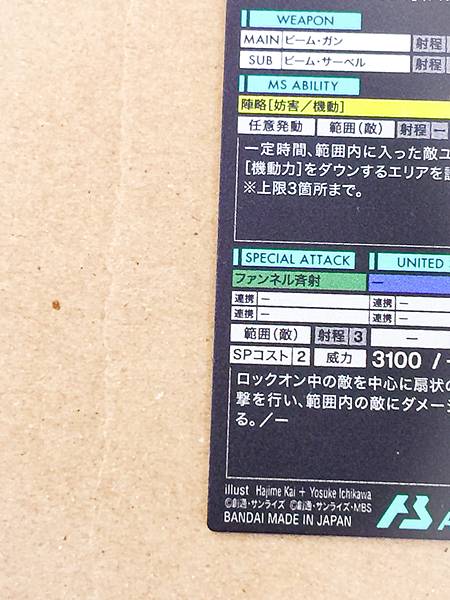 WEAPON
MAIN ビーム・ガン 射程
SUB ビーム・サーベル 射程
MS ABILITY
陣略[妨害／機動]
任意発動 範囲（敵） 射程 ー
一定時間、範囲内に入った敵ユ
[機動力]をダウンするエリアを
※上限3箇所まで。
SPECIAL ATTACK UNITED
ファンネル斉射 ー
連携 ー 連携 ー
連携 ー 連携 ー
範囲（敵） 射程 3 ー
SPコスト 2 威力 3100 /
ロックオン中の敵を中心に扇状の
撃を行い、範囲内の敵にダメー
る。／ー
illust Hajime Kai + Yosuke Ichikawa
©創通・サンライズ ©創通・サンライズ・MBS
BANDAI MADE IN JAPAN